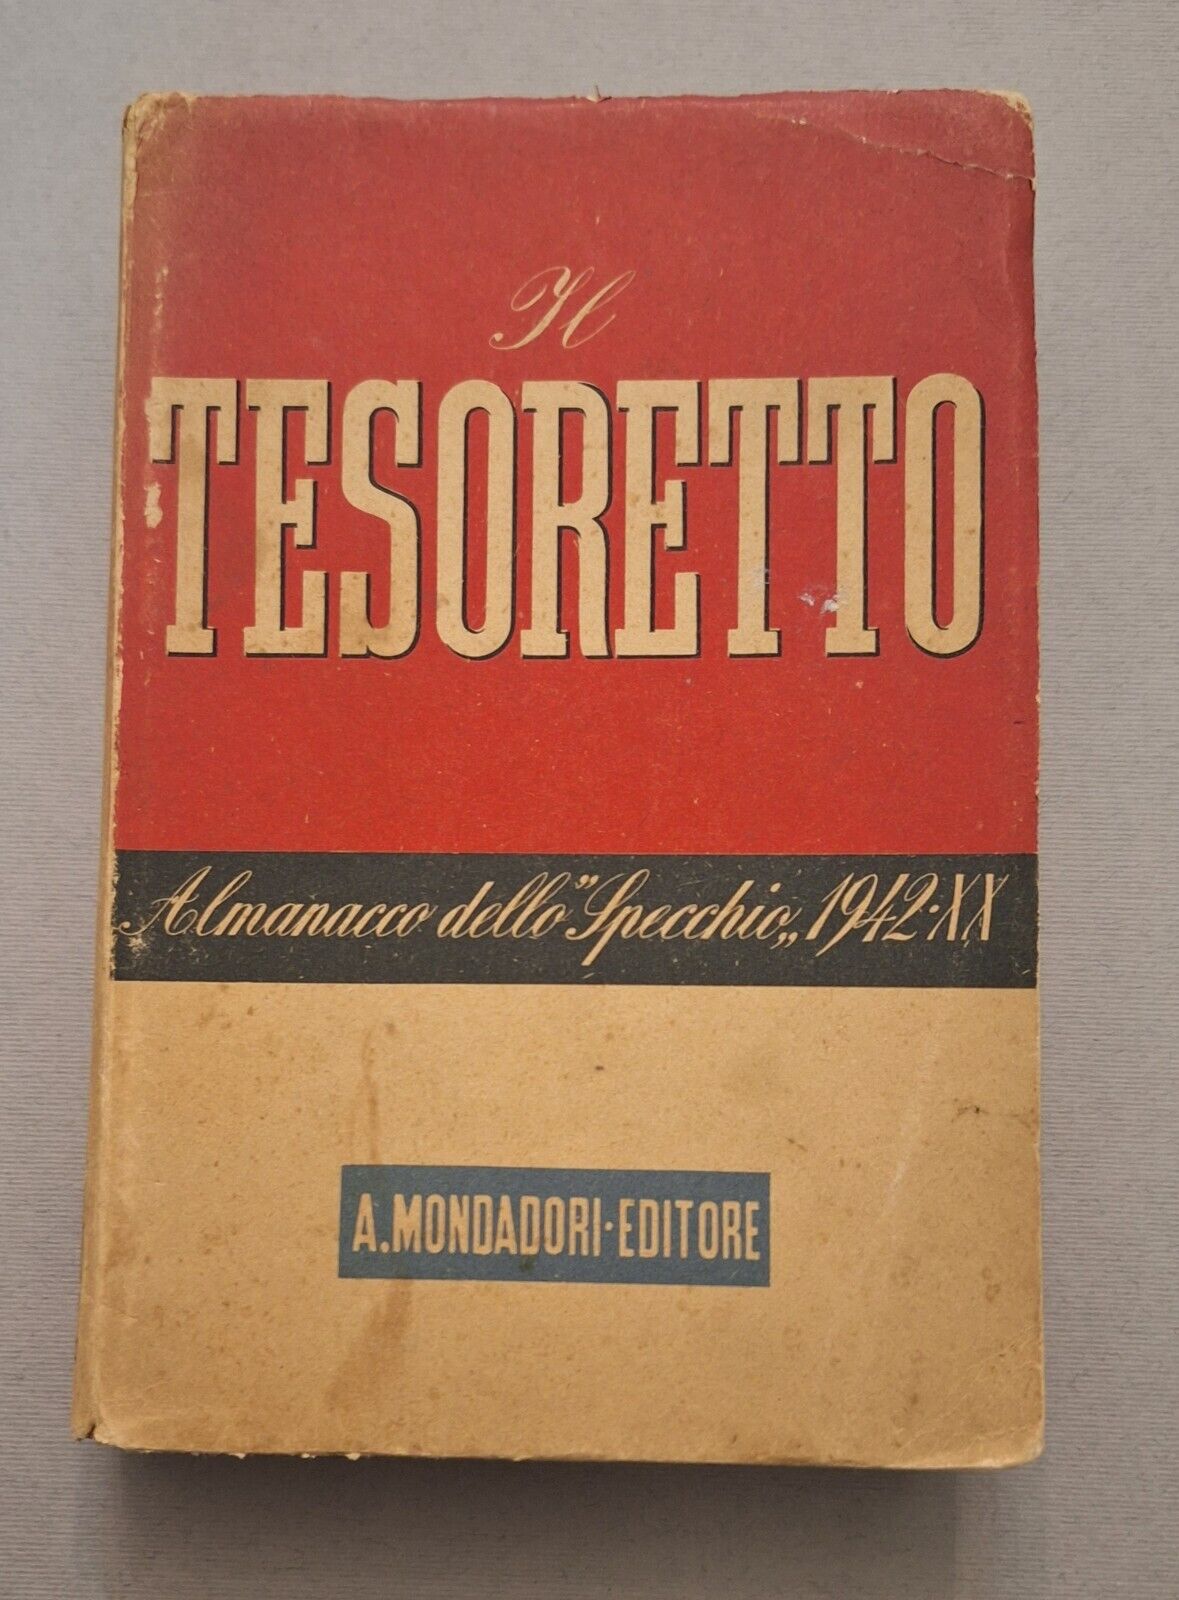 Il
TESORETTO
Almanacco dello "Specchio„ 1942·XX
A. MONDADORI·EDITORE